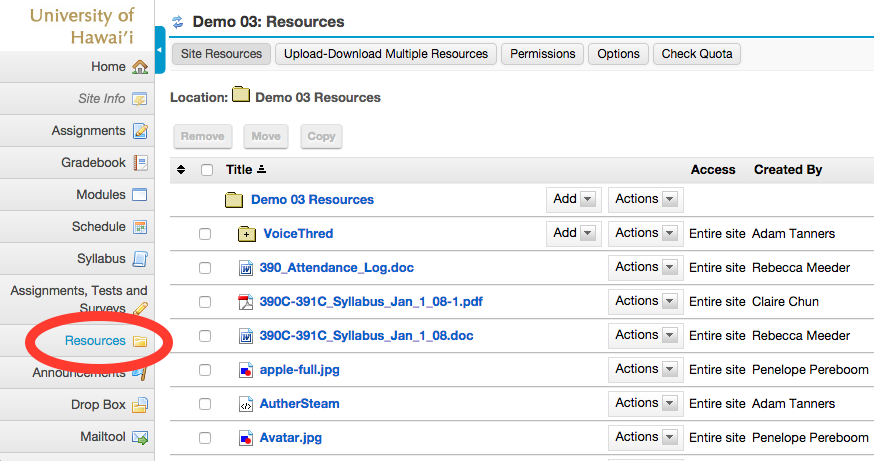 University of
Hawai'i
Home
Site Info
Assignments
Gradebook
Modules
Schedule
Syllabus
Assignments, Tests and
Surveys
Resources
Announcements
Drop Box
Mailtool
Demo 03: Resources
Site Resources Upload-Download Multiple Resources Permissions Options Check Quota
Location: Demo 03 Resources
Remove Move Copy
Title Access Created By
Demo 03 Resources Add Actions
VoiceThred Add Actions Entire site Adam Tanners
390_Attendance_Log.doc Actions Entire site Rebecca Meeder
390C-391C_Syllabus_Jan_1_08-1.pdf Actions Entire site Claire Chun
390C-391C_Syllabus_Jan_1_08.doc Actions Entire site Rebecca Meeder
apple-full.jpg Actions Entire site Penelope Pereboom
AutherSteam Actions Entire site Adam Tanners
Avatar.jpg Actions Entire site Penelope Pereboom